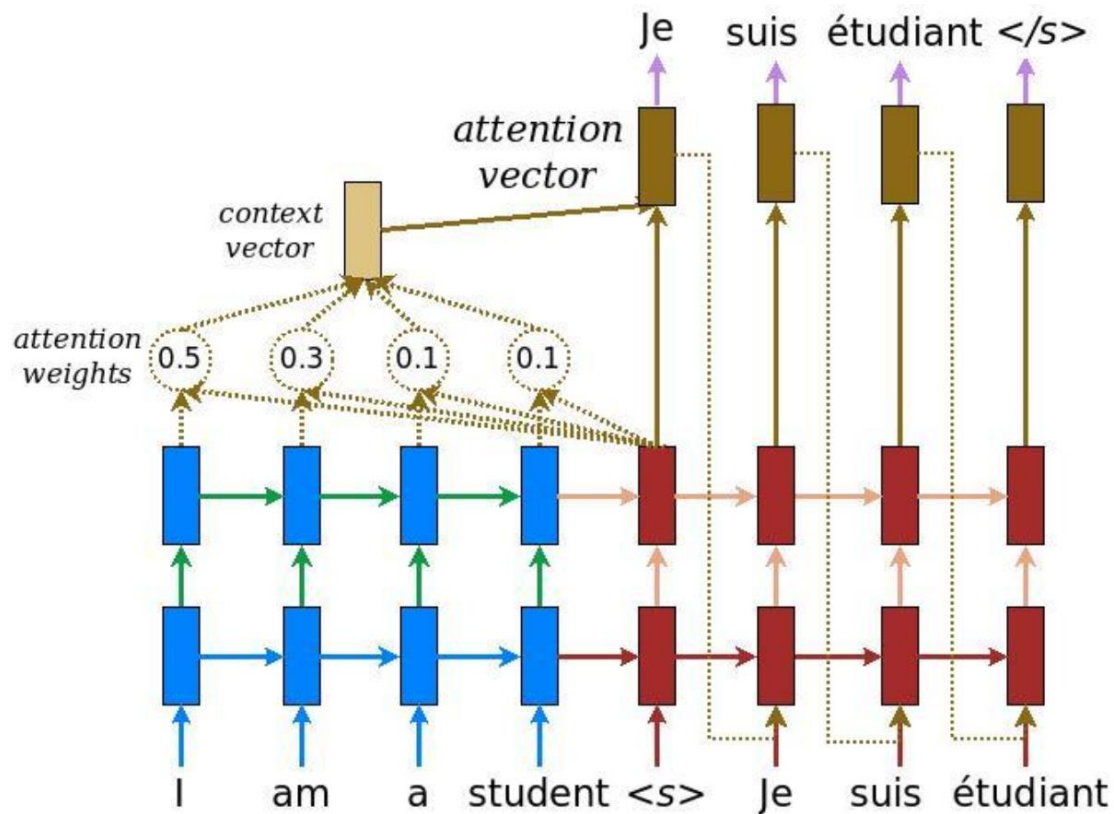 Je suis étudiant </s>
attention
vector
context
vector
attention
weights
0.5 0.3 0.1 0.1
I am a student <s> Je suis étudiant